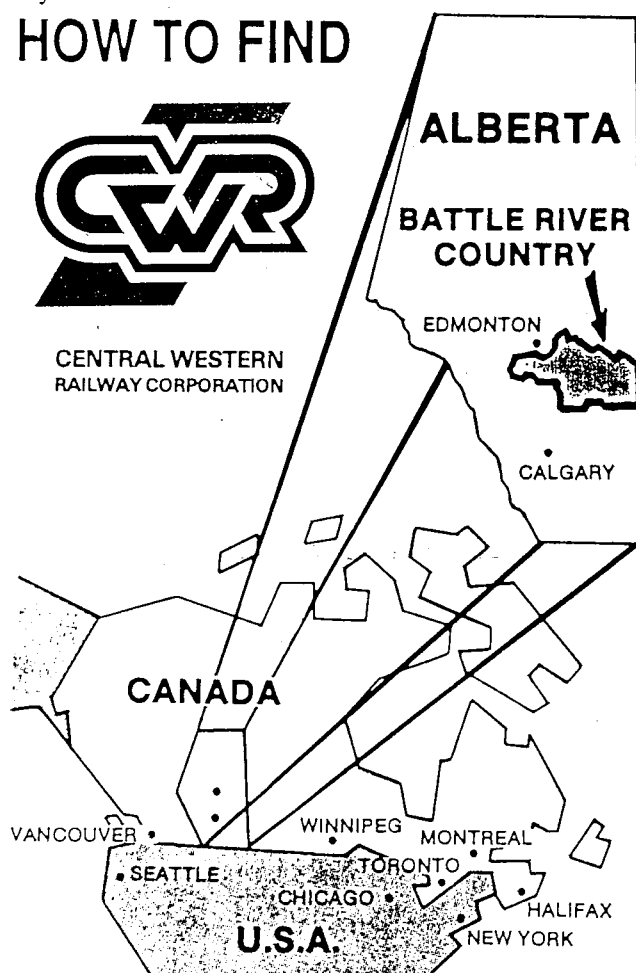 HOW TO FIND
CWR
CENTRAL WESTERN
RAILWAY CORPORATION
ALBERTA
BATTLE RIVER
COUNTRY
EDMONTON
CALGARY
CANADA
VANCOUVER
WINNIPEG
MONTREAL
SEATTLE
TORONTO
CHICAGO
HALIFAX
NEW YORK
U.S.A.